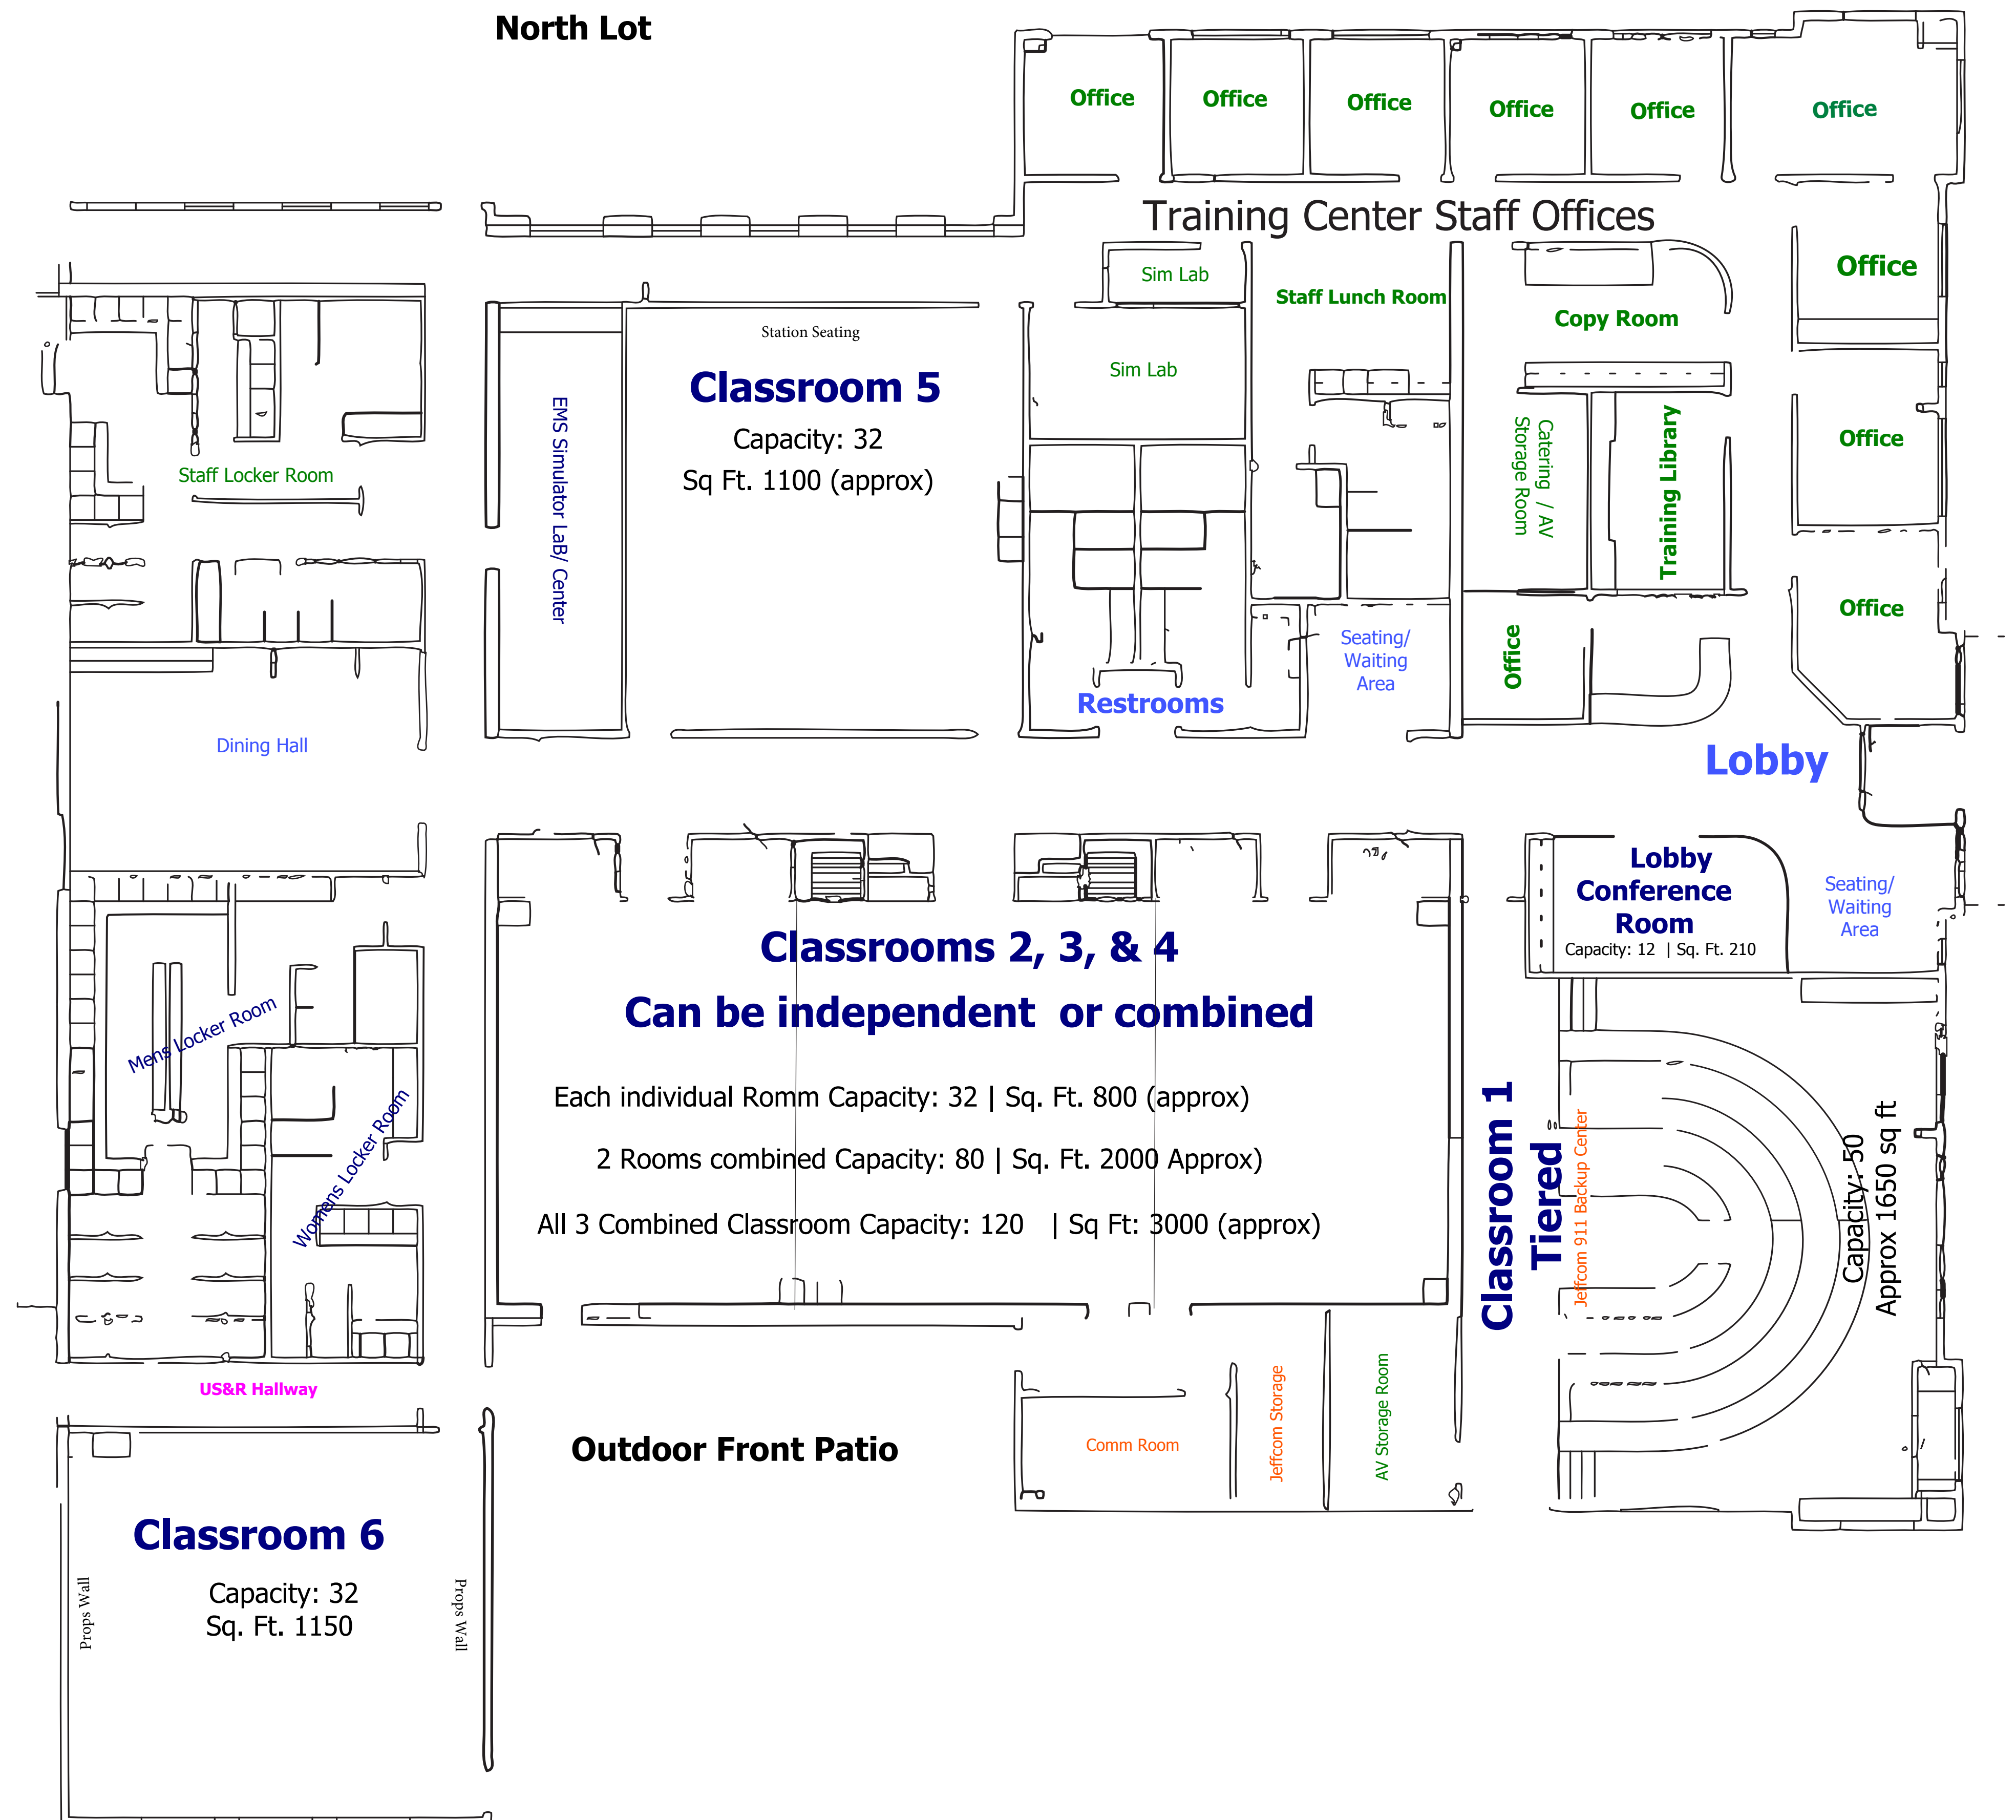 North Lot
Office
Office
Office
Office
Office
Office
Training Center Staff Offices
Sim Lab
Staff Lunch Room
Copy Room
Office
Station Seating
Classroom 5
Capacity: 32
Sq Ft. 1100 (approx)
EMS Simulator LaB/ Center
Sim Lab
Catering / AV
Storage Room
Training Library
Office
Staff Locker Room
Office
Office
Seating/
Waiting
Area
Restrooms
Dining Hall
Lobby
Lobby
Conference
Room
Capacity: 12 | Sq. Ft. 210
Seating/
Waiting
Area
Classrooms 2, 3, & 4
Can be independent or combined
Each individual Romm Capacity: 32 | Sq. Ft. 800 (approx)
2 Rooms combined Capacity: 80 | Sq. Ft. 2000 Approx)
All 3 Combined Classroom Capacity: 120 | Sq Ft: 3000 (approx)
Mens Locker Room
Womens Locker Room
Classroom 1
Tiered
Jeffcom 911 Backup Center
Capacity: 50
Approx 1650 sq ft
US&R Hallway
Outdoor Front Patio
Comm Room
Jeffcom Storage
AV Storage Room
Classroom 6
Capacity: 32
Sq. Ft. 1150
Props Wall
Props Wall